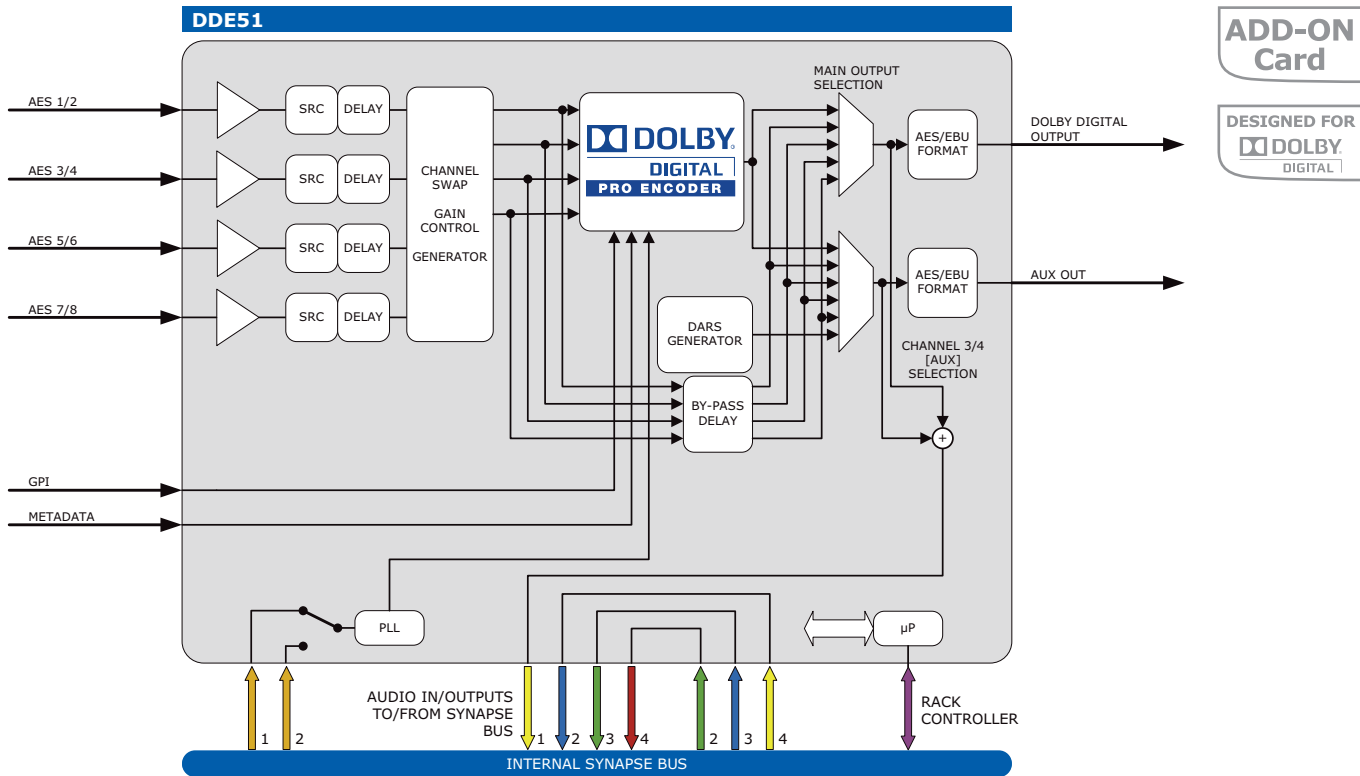 DDE51
ADD-ON
Card
DESIGNED FOR
DOLBY
DIGITAL
AES 1/2
AES 3/4
AES 5/6
AES 7/8
GPI
METADATA
SRC
DELAY
SRC
DELAY
SRC
DELAY
SRC
DELAY
CHANNEL
SWAP
GAIN
CONTROL
GENERATOR
DOLBY
DIGITAL
PRO ENCODER
MAIN OUTPUT
SELECTION
AES/EBU
FORMAT
DOLBY DIGITAL
OUTPUT
AES/EBU
FORMAT
AUX OUT
DARS
GENERATOR
CHANNEL 3/4
[AUX]
SELECTION
BY-PASS
DELAY
+
PLL
µP
AUDIO IN/OUTPUTS
TO/FROM SYNAPSE
BUS
RACK
CONTROLLER
1
2
1
2
3
4
2
3
4
INTERNAL SYNAPSE BUS